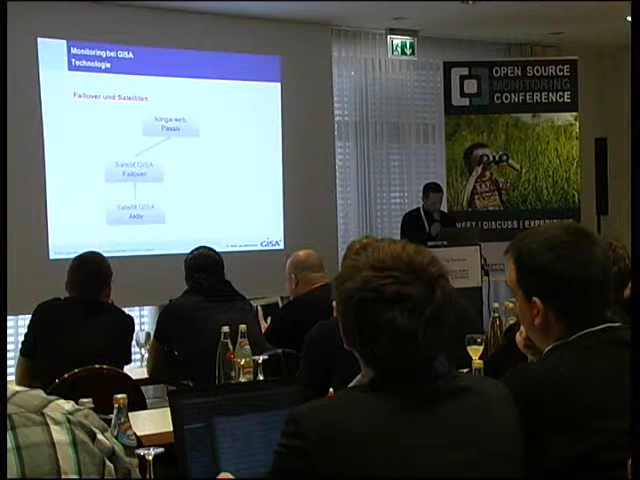 Monitoring bei GISA
Technologie
Failover und Satelliten
Icinga-web
Passiv
Satellit GISA
Failover
Satellit GISA
Aktiv
GISA
OPEN SOURCE
MONITORING
CONFERENCE
MEET | DISCUSS | EXPERIENCE